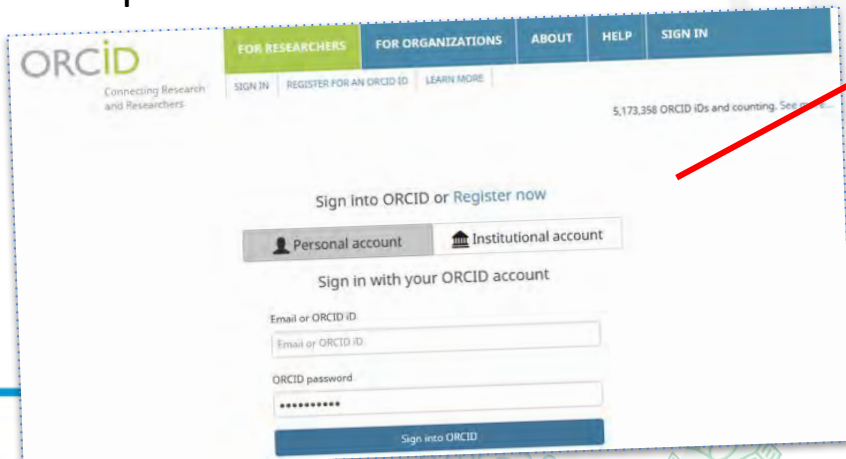 ORCID
Connecting Research
and Researchers
FOR RESEARCHERS FOR ORGANIZATIONS ABOUT HELP SIGN IN
SIGN IN REGISTER FOR AN ORCID ID LEARN MORE
5,173,358 ORCID iDs and counting. See
Sign into ORCID or Register now
Personal account Institutional account
Sign in with your ORCID account
Email or ORCID iD
Email or ORCID iD
ORCID password
••••••••••
Sign into ORCID